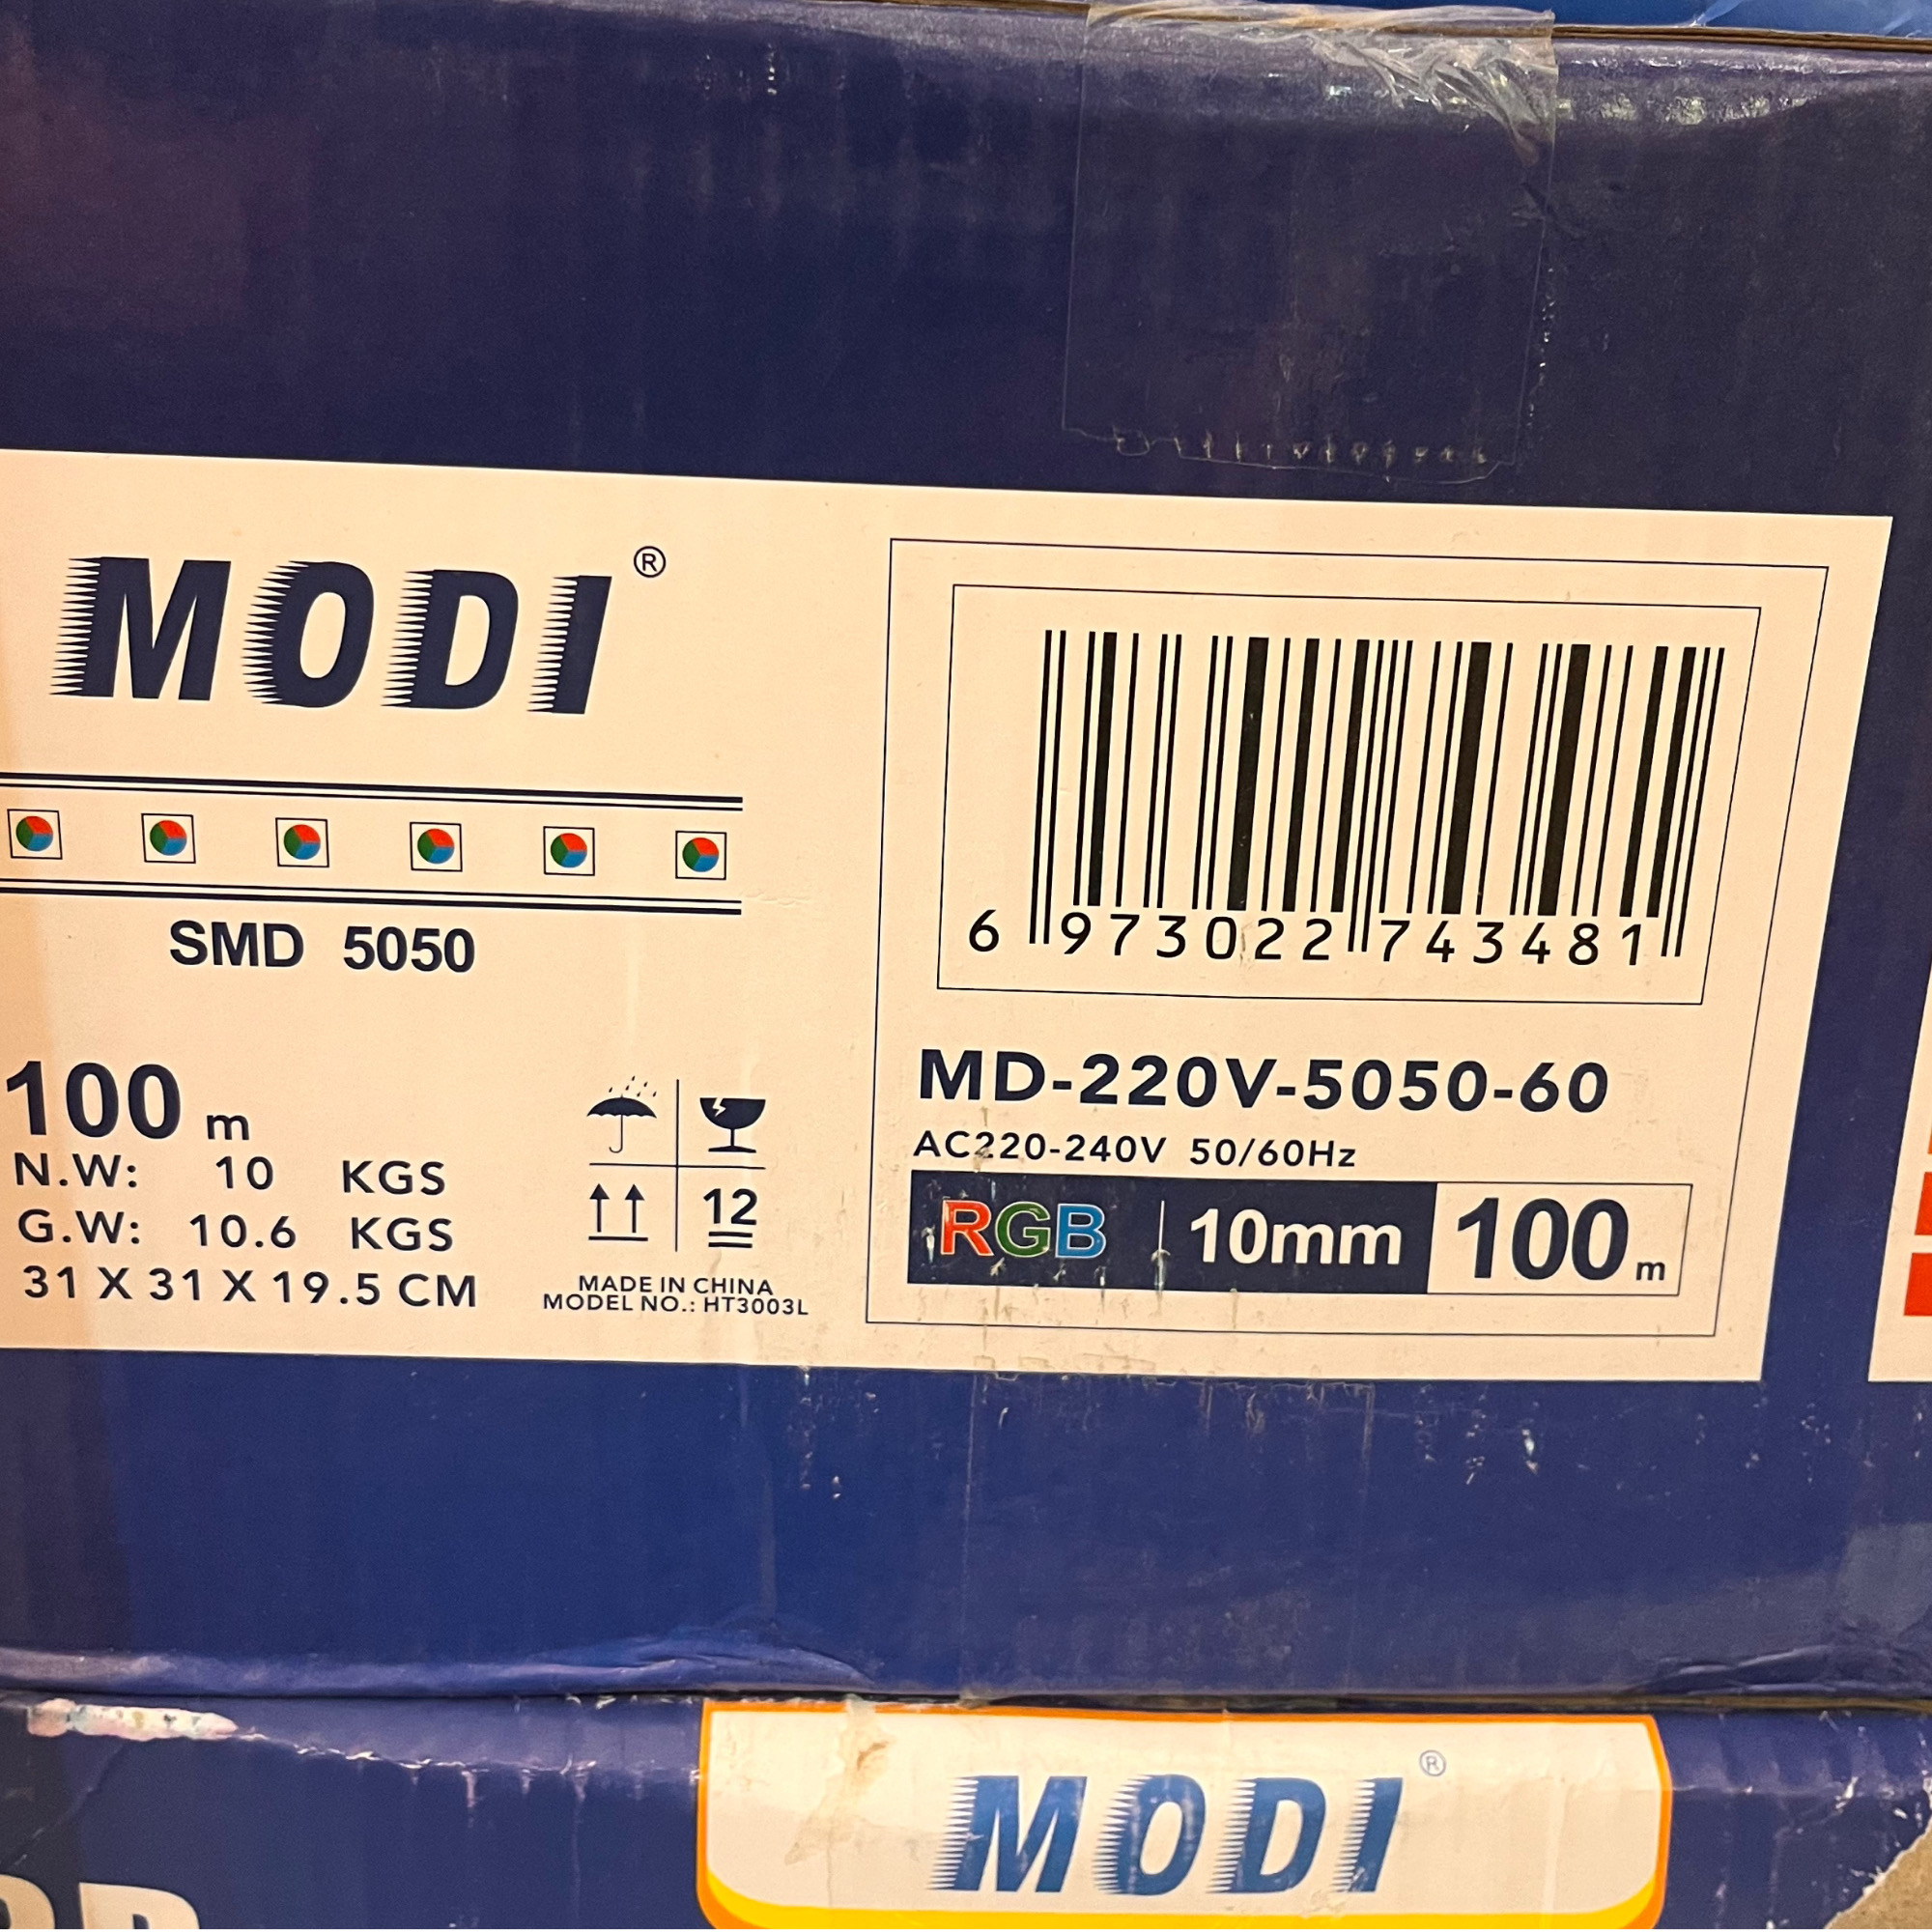 MODI®
SMD 5050
100 m
N.W: 10 KGS
G.W: 10.6 KGS
31 X 31 X 19.5 CM
12
MADE IN CHINA
MODEL NO.: HT3003L
6 973022 743481
MD-220V-5050-60
AC220-240V 50/60Hz
RGB | 10mm 100 m
MODI®